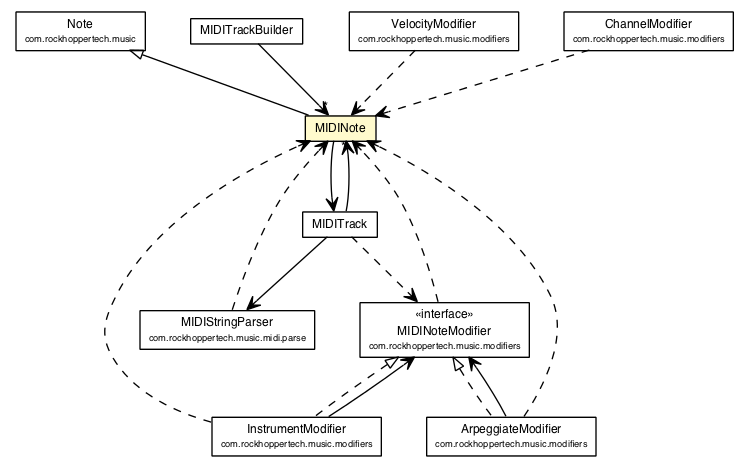 Note
com.rockhoppertech.music
MIDITrackBuilder
VelocityModifier
com.rockhoppertech.music.modifiers
ChannelModifier
com.rockhoppertech.music.modifiers
MIDINote
MIDITrack
MIDIStringParser
com.rockhoppertech.music.midi.parse
«interface»
MIDINoteModifier
com.rockhoppertech.music.modifiers
InstrumentModifier
com.rockhoppertech.music.modifiers
ArpeggiateModifier
com.rockhoppertech.music.modifiers